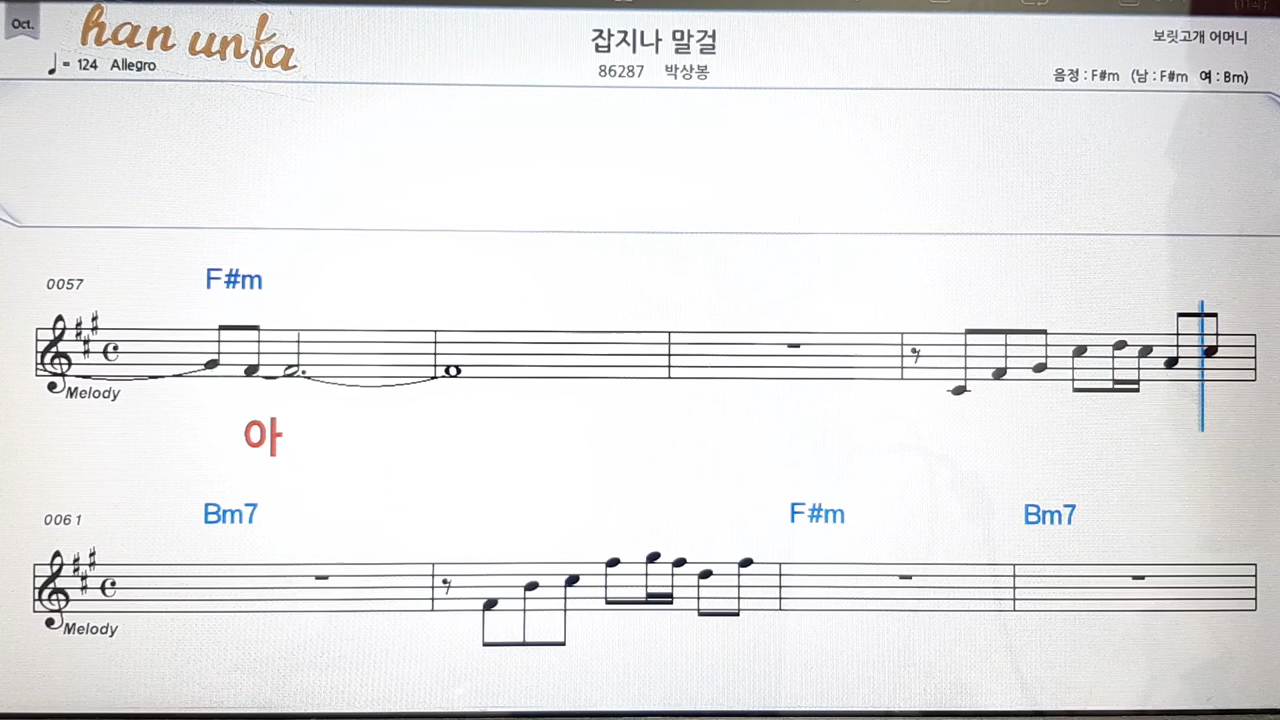 Oct.
han unfa
= 124 Allegro
잡지나 말걸
86287 박상봉
보릿고개 어머니
음정 : F#m (남 : F#m 여 : Bm)
0057
F#m
Melody
아
0061
Bm7
F#m
Bm7
Melody